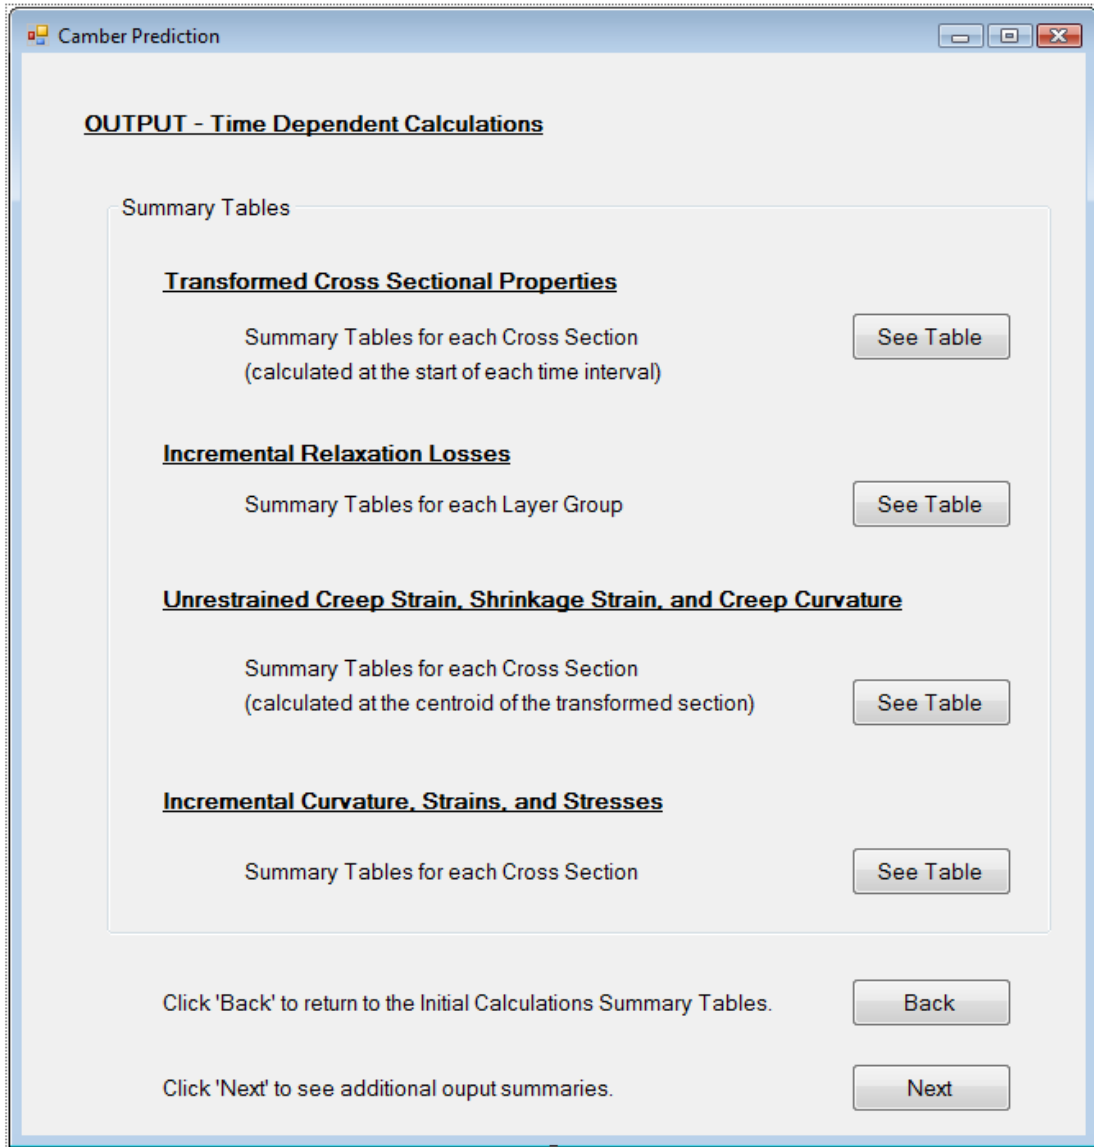 Camber Prediction
OUTPUT - Time Dependent Calculations
Summary Tables
Transformed Cross Sectional Properties
Summary Tables for each Cross Section
See Table
(calculated at the start of each time interval)
Incremental Relaxation Losses
Summary Tables for each Layer Group
See Table
Unrestrained Creep Strain, Shrinkage Strain, and Creep Curvature
Summary Tables for each Cross Section
(calculated at the centroid of the transformed section)
See Table
Incremental Curvature, Strains, and Stresses
Summary Tables for each Cross Section
See Table
Click 'Back' to return to the Initial Calculations Summary Tables.
Back
Click 'Next' to see additional ouput summaries.
Next